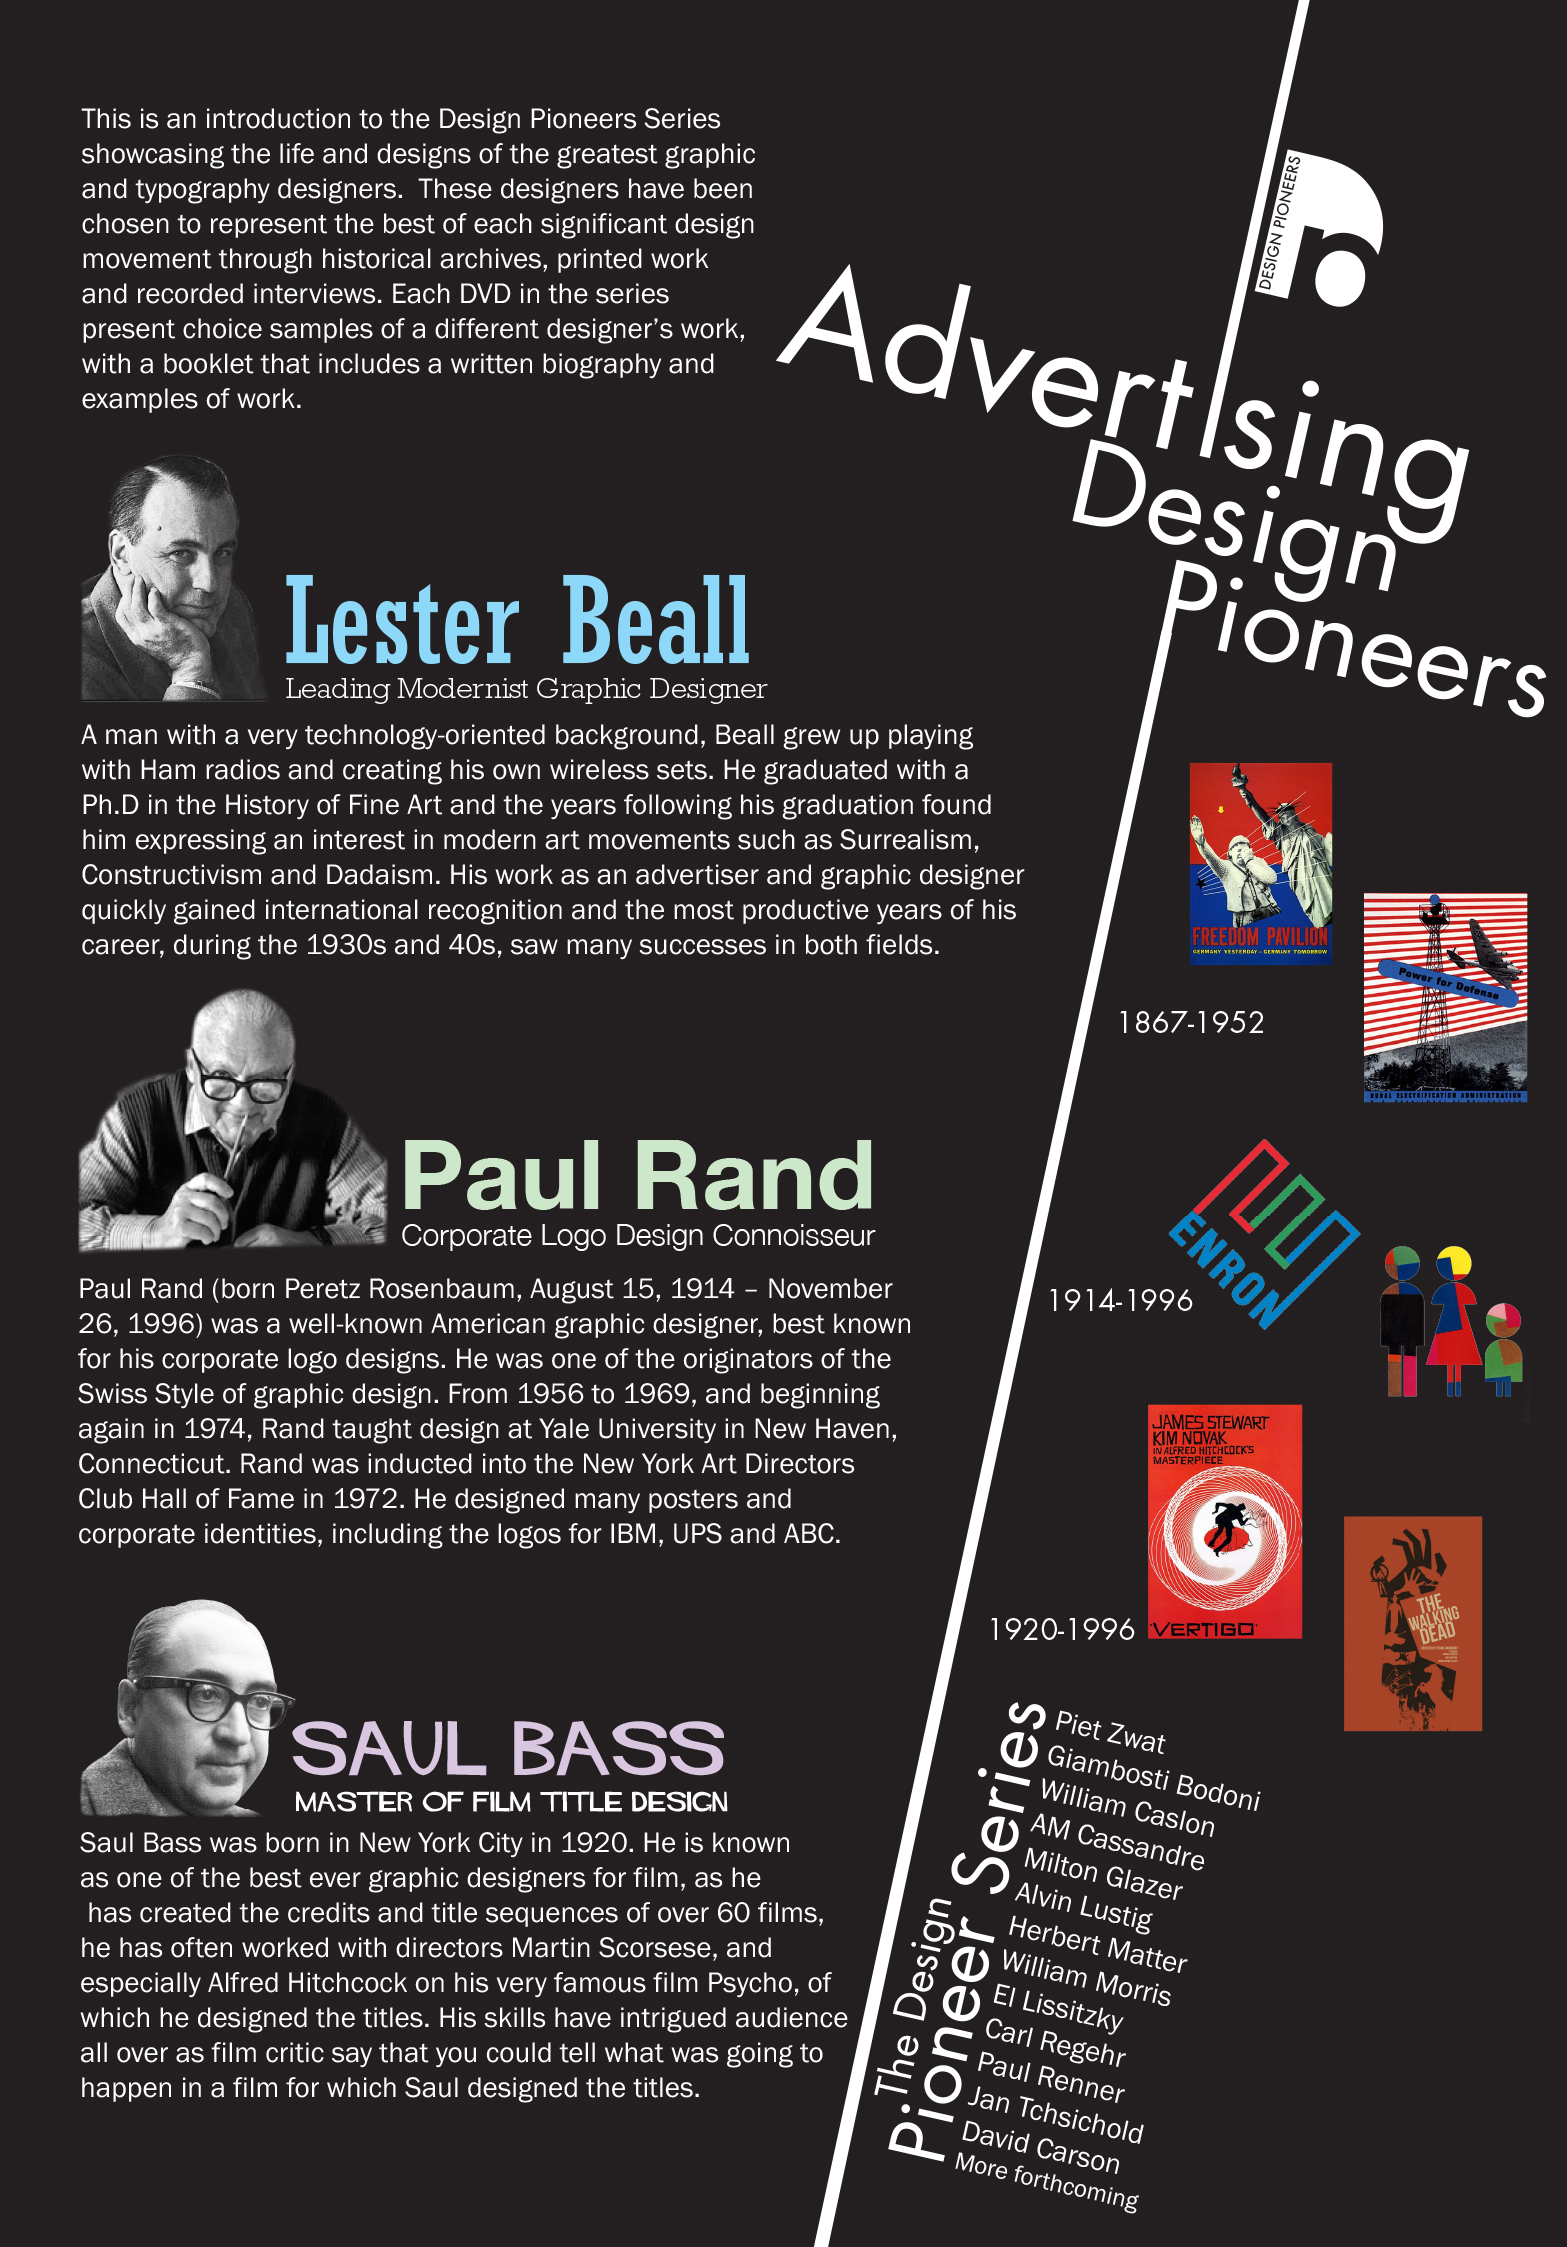 This is an introduction to the Design Pioneers Series
showcasing the life and designs of the greatest graphic
and typography designers.  These designers have been
chosen to represent the best of each significant design
movement through historical archives, printed work
and recorded interviews. Each DVD in the series
present choice samples of a different designer's work,
with a booklet that includes a written biography and
examples of work.
DESIGN PIONEERS
Advertising
Design
Pioneers
Lester Beall
Leading Modernist Graphic Designer
A man with a very technology-oriented background, Beall grew up playing
with Ham radios and creating his own wireless sets. He graduated with a
Ph.D in the History of Fine Art and the years following his graduation found
him expressing an interest in modern art movements such as Surrealism,
Constructivism and Dadaism. His work as an advertiser and graphic designer
quickly gained international recognition and the most productive years of his
career, during the 1930s and 40s, saw many successes in both fields.
FREEDOM PAVILION
GERMANY YESTERDAY - GERMANY TOMORROW
Power for Defense
RURAL ELECTRIFICATION ADMINISTRATION
1867-1952
Paul Rand
Corporate Logo Design Connoisseur
Paul Rand (born Peretz Rosenbaum, August 15, 1914 – November
26, 1996) was a well-known American graphic designer, best known
for his corporate logo designs. He was one of the originators of the
Swiss Style of graphic design. From 1956 to 1969, and beginning
again in 1974, Rand taught design at Yale University in New Haven,
Connecticut. Rand was inducted into the New York Art Directors
Club Hall of Fame in 1972. He designed many posters and
corporate identities, including the logos for IBM, UPS and ABC.
ENRON
1914-1996
JAMES STEWART
KIM NOVAK
IN ALFRED HITCHCOCK'S
MASTERPIECE
'VERTIGO'
THE
WALKING
DEAD
1920-1996
SAUL BASS
MASTER OF FILM TITLE DESIGN
Saul Bass was born in New York City in 1920. He is known
as one of the best ever graphic designers for film, as he
has created the credits and title sequences of over 60 films,
he has often worked with directors Martin Scorsese, and
especially Alfred Hitchcock on his very famous film Psycho, of
which he designed the titles. His skills have intrigued audience
all over as film critic say that you could tell what was going to
happen in a film for which Saul designed the titles.
The Design
Pioneer Series
Piet Zwat
Giambosti Bodoni
William Caslon
AM Cassandre
Milton Glazer
Alvin Lustig
Herbert Matter
William Morris
El Lissitzky
Carl Regehr
Paul Renner
Jan Tchsichold
David Carson
More forthcoming